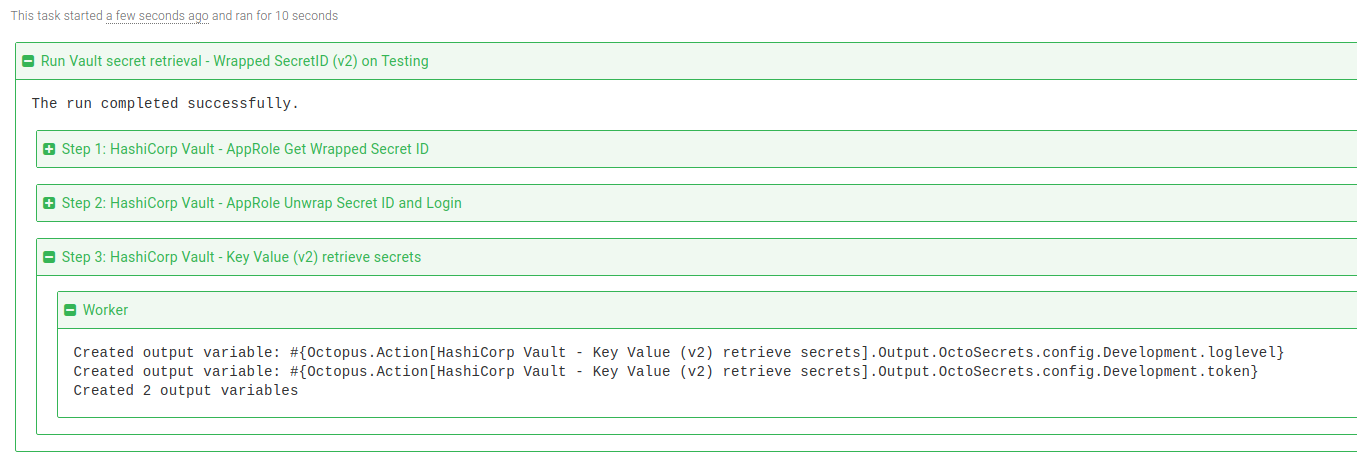 This task started a few seconds ago and ran for 10 seconds
Run Vault secret retrieval - Wrapped SecretID (v2) on Testing
The run completed successfully.
Step 1: HashiCorp Vault - AppRole Get Wrapped Secret ID
Step 2: HashiCorp Vault - AppRole Unwrap Secret ID and Login
Step 3: HashiCorp Vault - Key Value (v2) retrieve secrets
Worker
Created output variable: #{Octopus.Action[HashiCorp Vault - Key Value (v2) retrieve secrets].Output.OctoSecrets.config.Development.loglevel}
Created output variable: #{Octopus.Action[HashiCorp Vault - Key Value (v2) retrieve secrets].Output.OctoSecrets.config.Development.token}
Created 2 output variables